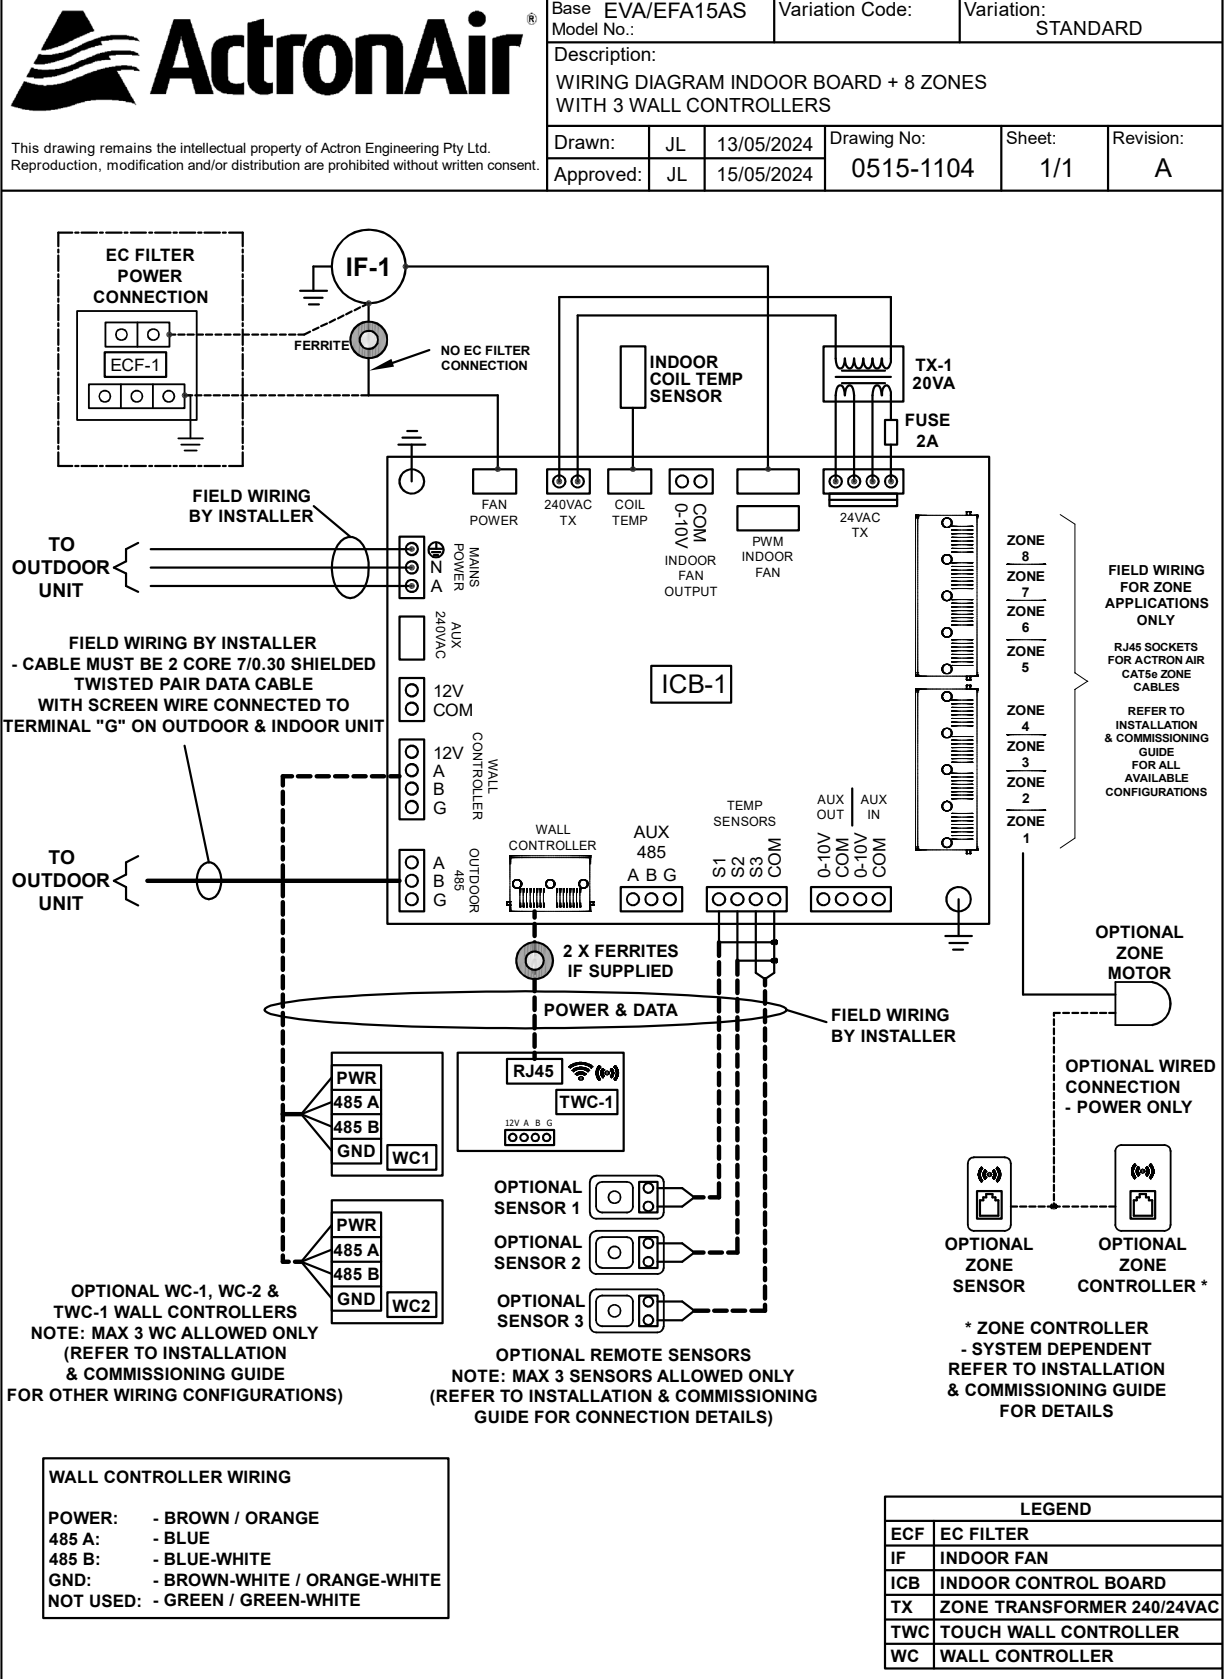 ActronAir®
This drawing remains the intellectual property of Actron Engineering Pty Ltd.
Reproduction, modification and/or distribution are prohibited without written consent.
Base Model No.: EVA/EFA15AS
Variation Code:
Variation: STANDARD
Description:
WIRING DIAGRAM INDOOR BOARD + 8 ZONES
WITH 3 WALL CONTROLLERS
Drawn: JL 13/05/2024
Approved: JL 15/05/2024
Drawing No: 0515-1104
Sheet: 1/1
Revision: A
EC FILTER
POWER
CONNECTION
ECF-1
IF-1
FERRITE
NO EC FILTER
CONNECTION
INDOOR
COIL TEMP
SENSOR
TX-1
20VA
FUSE
2A
FIELD WIRING
BY INSTALLER
FAN
POWER
240VAC
TX
COIL
TEMP
0-10V
COM
INDOOR
FAN
OUTPUT
PWM
INDOOR
FAN
24VAC
TX
TO
OUTDOOR
UNIT
N
A
MAINS
POWER
AUX
240VAC
12V
COM
FIELD WIRING BY INSTALLER
- CABLE MUST BE 2 CORE 7/0.30 SHIELDED
TWISTED PAIR DATA CABLE
WITH SCREEN WIRE CONNECTED TO
TERMINAL "G" ON OUTDOOR & INDOOR UNIT
ICB-1
12V
A
B
G
WALL
CONTROLLER
TO
OUTDOOR
UNIT
A
B
G
OUTDOOR
485
WALL
CONTROLLER
AUX
485
A B G
TEMP
SENSORS
S1
S2
S3
COM
AUX
OUT
AUX
IN
0-10V
COM
0-10V
COM
ZONE
8
ZONE
7
ZONE
6
ZONE
5
ZONE
4
ZONE
3
ZONE
2
ZONE
1
FIELD WIRING
FOR ZONE
APPLICATIONS
ONLY
RJ45 SOCKETS
FOR ACTRON AIR
CAT5e ZONE
CABLES
REFER TO
INSTALLATION
& COMMISSIONING
GUIDE
FOR ALL
AVAILABLE
CONFIGURATIONS
2 X FERRITES
IF SUPPLIED
POWER & DATA
FIELD WIRING
BY INSTALLER
OPTIONAL
ZONE
MOTOR
OPTIONAL WIRED
CONNECTION
- POWER ONLY
PWR
485 A
485 B
GND
WC1
RJ45
TWC-1
12V A B G
PWR
485 A
485 B
GND
WC2
OPTIONAL
SENSOR 1
OPTIONAL
SENSOR 2
OPTIONAL
SENSOR 3
OPTIONAL
ZONE
SENSOR
OPTIONAL
ZONE
CONTROLLER *
OPTIONAL WC-1, WC-2 &
TWC-1 WALL CONTROLLERS
NOTE: MAX 3 WC ALLOWED ONLY
(REFER TO INSTALLATION
& COMMISSIONING GUIDE
FOR OTHER WIRING CONFIGURATIONS)
OPTIONAL REMOTE SENSORS
NOTE: MAX 3 SENSORS ALLOWED ONLY
(REFER TO INSTALLATION & COMMISSIONING
GUIDE FOR CONNECTION DETAILS)
* ZONE CONTROLLER
- SYSTEM DEPENDENT
REFER TO INSTALLATION
& COMMISSIONING GUIDE
FOR DETAILS
WALL CONTROLLER WIRING
POWER: - BROWN / ORANGE
485 A: - BLUE
485 B: - BLUE-WHITE
GND: - BROWN-WHITE / ORANGE-WHITE
NOT USED: - GREEN / GREEN-WHITE
LEGEND
ECF EC FILTER
IF INDOOR FAN
ICB INDOOR CONTROL BOARD
TX ZONE TRANSFORMER 240/24VAC
TWC TOUCH WALL CONTROLLER
WC WALL CONTROLLER